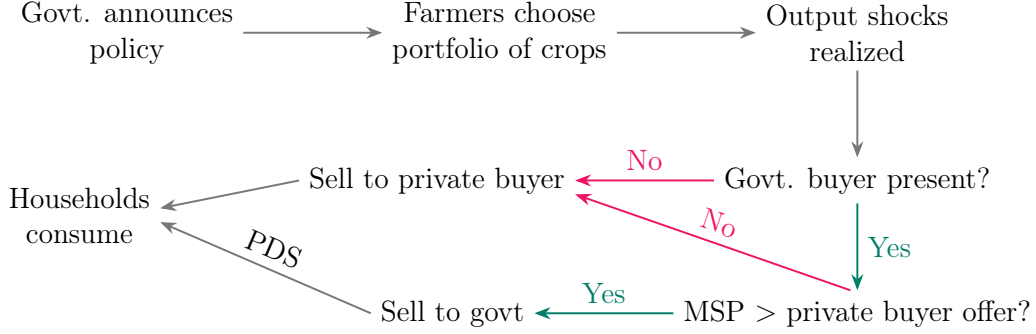 Govt. announces
policy
Farmers choose
portfolio of crops
Output shocks
realized
Govt. buyer present?
No
Sell to private buyer
Yes
No
MSP > private buyer offer?
Yes
Sell to govt
PDS
Households
consume